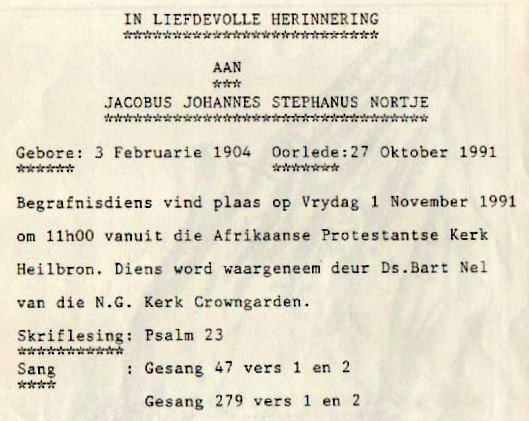 IN LIEFDEVOLLE HERINNERING
**************************
AAN
***
JACOBUS JOHANNES STEPHANUS NORTJE
*********************************
Gebore: 3 Februarie 1904 Oorlede:27 Oktober 1991
****** *******
Begrafnisdiens vind plaas op Vrydag 1 November 1991
om 11h00 vanuit die Afrikaanse Protestantse Kerk
Heilbron. Diens word waargeneem deur Ds.Bart Nel
van die N.G. Kerk Crowngarden.
Skriflesing: Psalm 23
***********
Sang : Gesang 47 vers 1 en 2
****
Gesang 279 vers 1 en 2